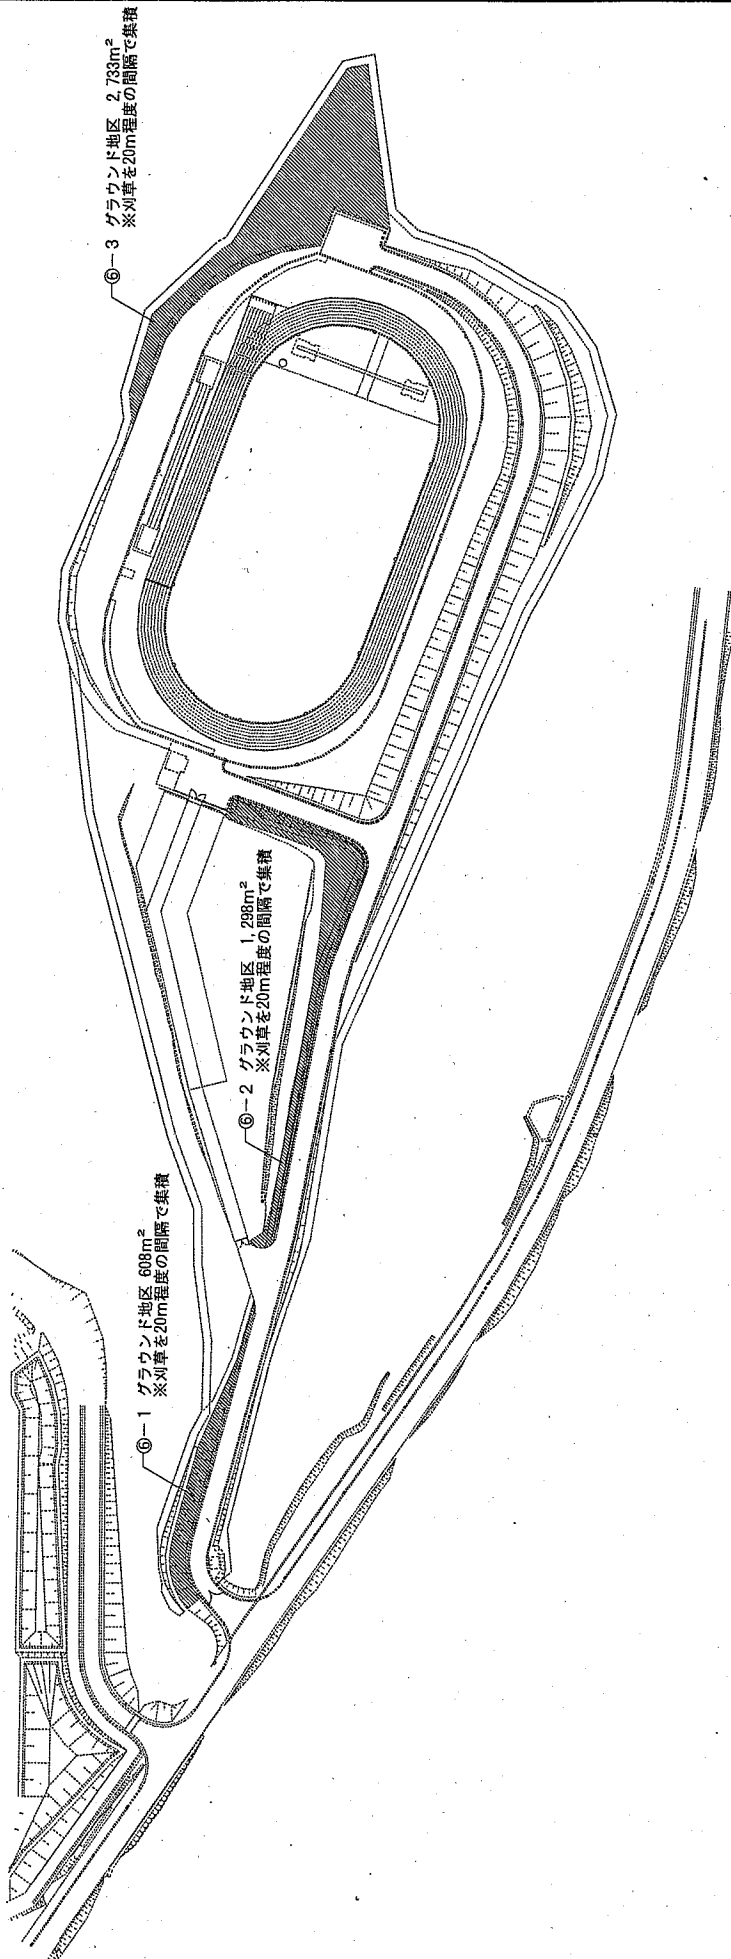 ⑥－1 グラウンド地区 608m²
※刈草を20m程度の間隔で集積
⑥－2 グラウンド地区 1,298m²
※刈草を20m程度の間隔で集積
⑥－3 グラウンド地区 2,733m²
※刈草を20m程度の間隔で集積